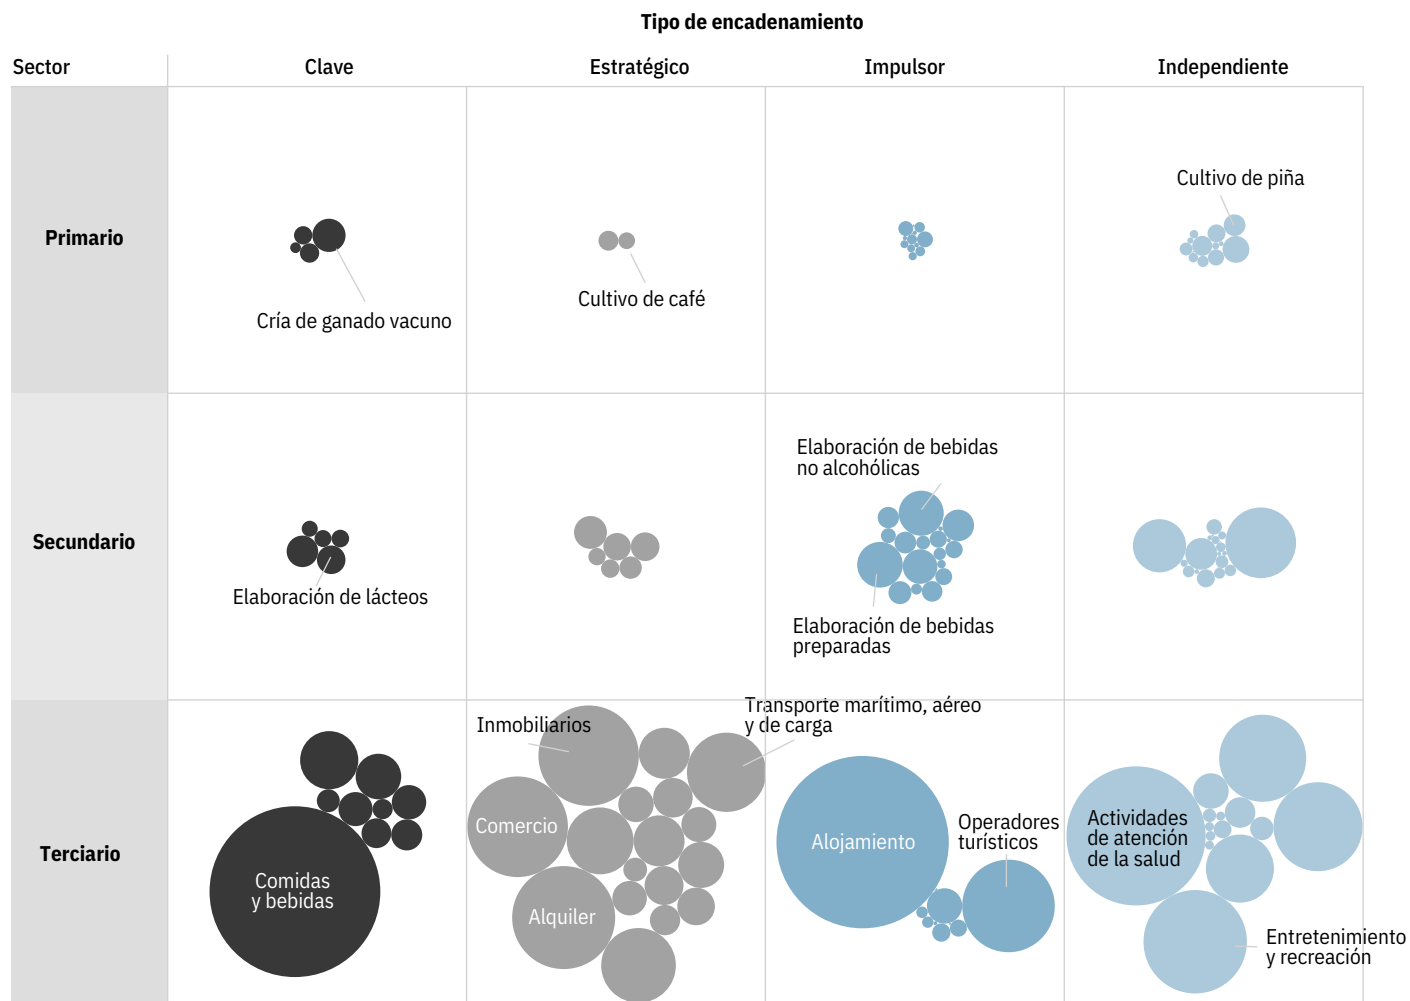 Tipo de encadenamiento
Sector
Clave
Estratégico
Impulsor
Independiente
Primario
Cría de ganado vacuno
Cultivo de café
Cultivo de piña
Secundario
Elaboración de lácteos
Elaboración de bebidas
no alcohólicas
Elaboración de bebidas
preparadas
Terciario
Comidas
y bebidas
Inmobiliarios
Transporte marítimo, aéreo
y de carga
Comercio
Alquiler
Alojamiento
Operadores
turísticos
Actividades
de atención
de la salud
Entretenimiento
y recreación